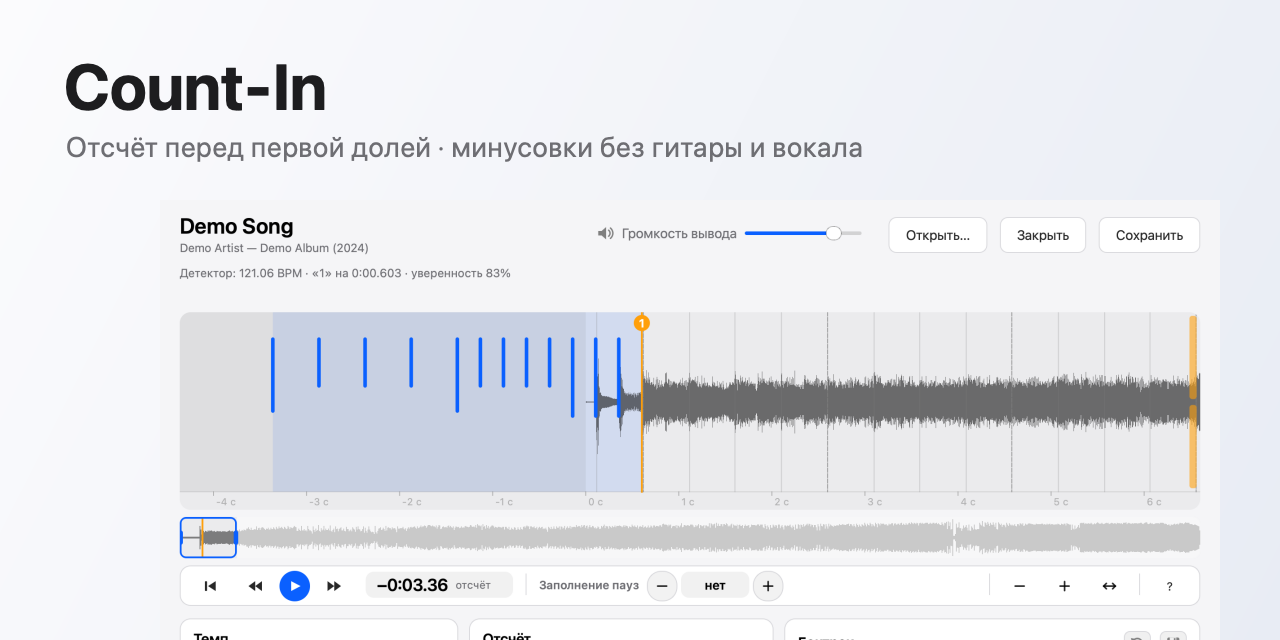 Count-In
Отсчёт перед первой долей · минусовки без гитары и вокала
Demo Song
Demo Artist — Demo Album (2024)
Детектор: 121.06 BPM · «1» на 0:00.603 · уверенность 83%
Громкость вывода
Открыть...
Закрыть
Сохранить
1
-4 с
-3 с
-2 с
-1 с
0 с
1 с
2 с
3 с
4 с
5 с
6 с
−0:03.36 отсчёт
Заполнение пауз
−
нет
+
−
+
?
Темп
Отсчёт